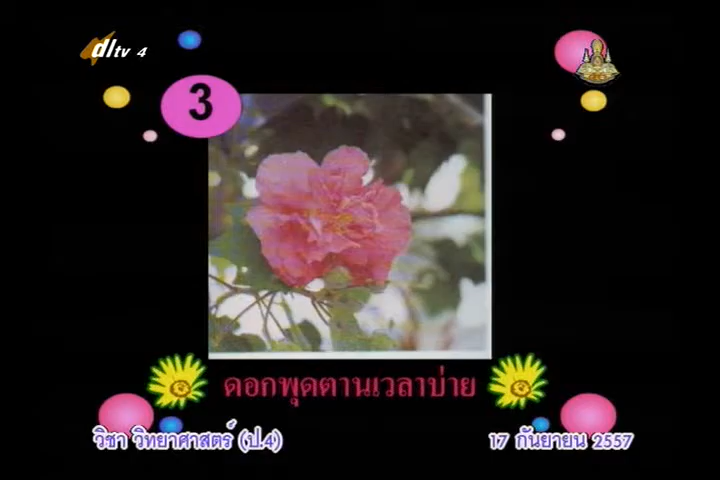 dltv 4
3
ดอกพุดตานเวลาบ่าย
วิชา วิทยาศาสตร์ (ป.4)
17 กันยายน 2557